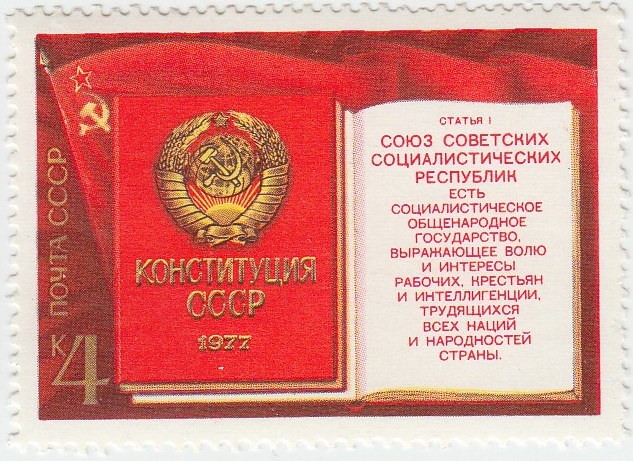 ПОЧТА СССР
К4
КОНСТИТУЦИЯ
СССР
1977
СТАТЬЯ I
СОЮЗ СОВЕТСКИХ
СОЦИАЛИСТИЧЕСКИХ
РЕСПУБЛИК
ЕСТЬ
СОЦИАЛИСТИЧЕСКОЕ
ОБЩЕНАРОДНОЕ
ГОСУДАРСТВО,
ВЫРАЖАЮЩЕЕ ВОЛЮ
И ИНТЕРЕСЫ
РАБОЧИХ, КРЕСТЬЯН
И ИНТЕЛЛИГЕНЦИИ,
ТРУДЯЩИХСЯ
ВСЕХ НАЦИЙ
И НАРОДНОСТЕЙ
СТРАНЫ.